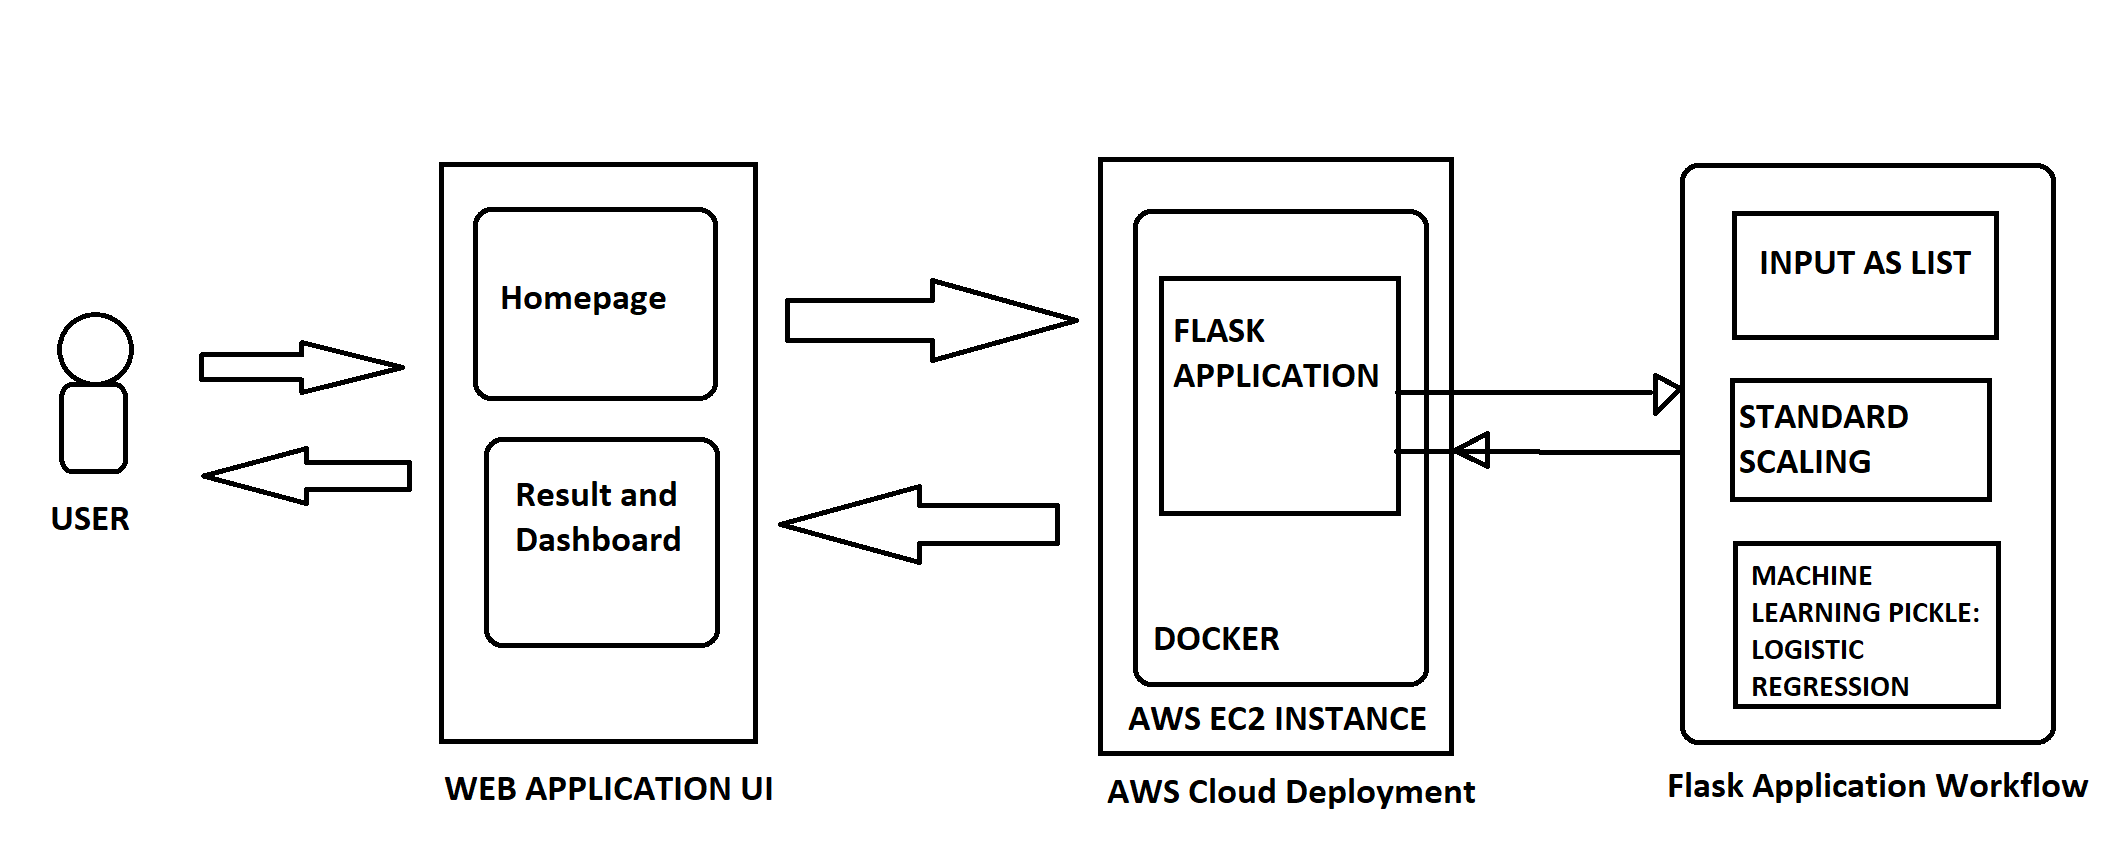 USER
Homepage
Result and
Dashboard
WEB APPLICATION UI
FLASK
APPLICATION
DOCKER
AWS EC2 INSTANCE
AWS Cloud Deployment
INPUT AS LIST
STANDARD
SCALING
MACHINE
LEARNING PICKLE:
LOGISTIC
REGRESSION
Flask Application Workflow